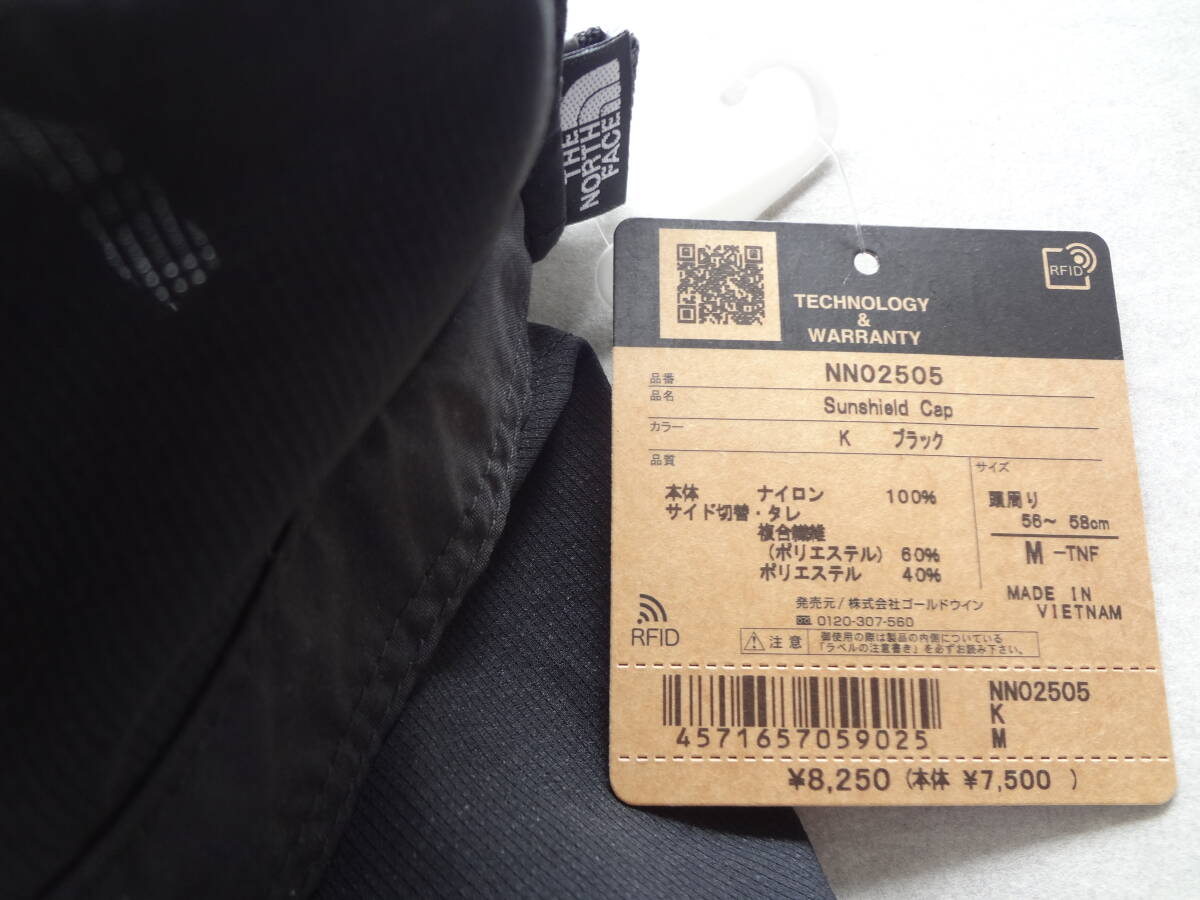 THE
NORTH
FACE
RFID
TECHNOLOGY
&
WARRANTY
品番 NN02505
品名 Sunshield Cap
カラー K ブラック
品質
本体 ナイロン 100%
サイド切替・タレ
複合繊維
(ポリエステル) 60%
ポリエステル 40%
サイズ
頭周り
56~ 58cm
M -TNF
MADE IN
VIETNAM
発売元/株式会社ゴールドウイン
0120-307-560
RFID
注意
御使用の際は製品の内側についている
「ラベルの注意書き」を必ずお読み下さい。
4571657059025
NN02505
K
M
¥8,250 (本体 ¥7,500 )